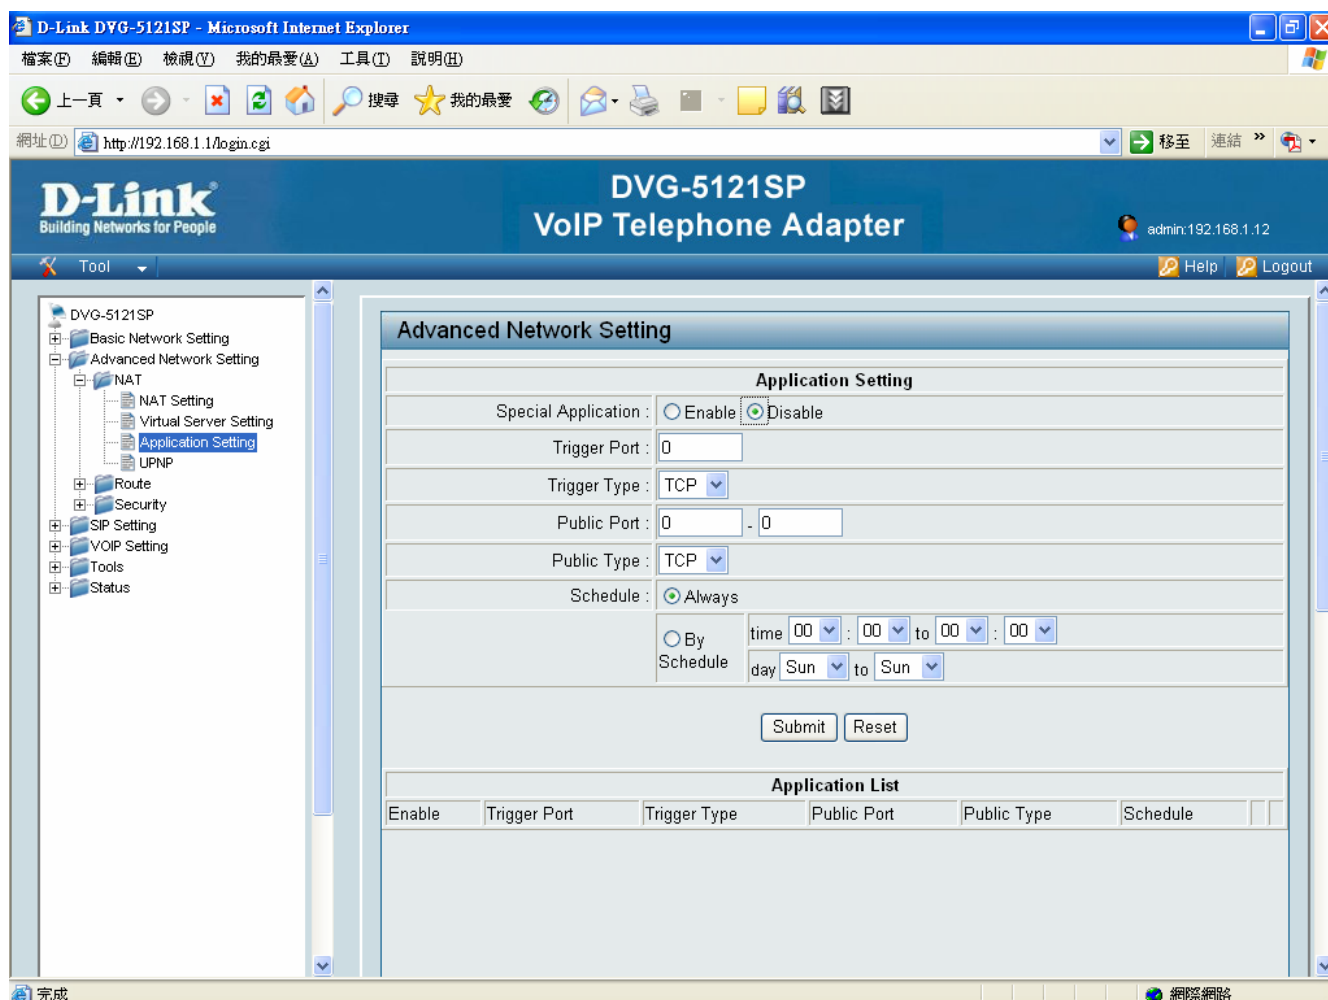 D-Link DVG-5121SP - Microsoft Internet Explorer
檔案(F) 編輯(E) 檢視(V) 我的最愛(A) 工具(T) 說明(H)
上一頁 搜尋 我的最愛
網址(D) http://192.168.1.1/login.cgi 移至 連結 »
D-Link
Building Networks for People
DVG-5121SP
VoIP Telephone Adapter
admin:192.168.1.12
Tool Help Logout
DVG-5121SP
Basic Network Setting
Advanced Network Setting
NAT
NAT Setting
Virtual Server Setting
Application Setting
UPNP
Route
Security
SIP Setting
VOIP Setting
Tools
Status
Advanced Network Setting
Application Setting
Special Application : Enable Disable
Trigger Port : 0
Trigger Type : TCP
Public Port : 0 - 0
Public Type : TCP
Schedule : Always
By Schedule
time 00 : 00 to 00 : 00
day Sun to Sun
Submit Reset
Application List
Enable Trigger Port Trigger Type Public Port Public Type Schedule
完成 網際網路